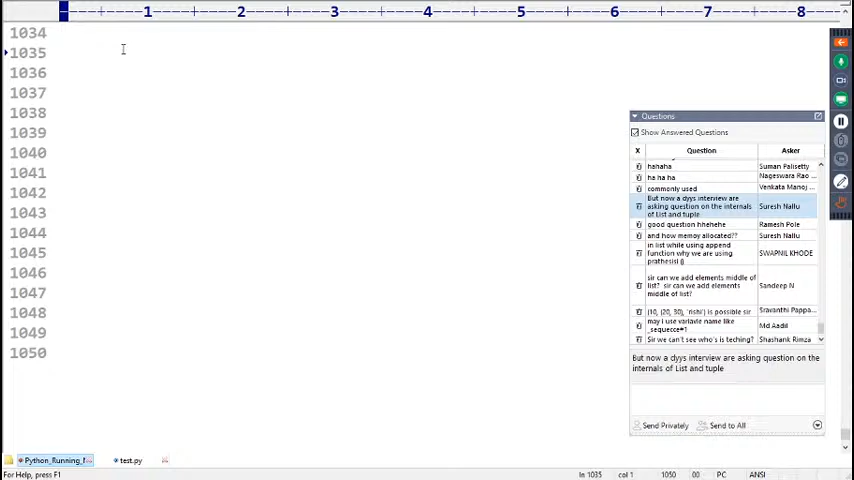 1 2 3 4 5 6 7 8
1034
1035
1036
1037
1038
1039
1040
1041
1042
1043
1044
1045
1046
1047
1048
1049
1050
Questions
Show Answered Questions
X Question Asker
hahaha Suman Palisetty
ha ha ha Nageswara Rao ...
commonly used Venkata Manoj ...
But now a dyys interview are
asking question on the internals
of List and tuple
Suresh Nallu
good question hhehehe Ramesh Pole
and how memoy allocated?? Suresh Nallu
in list while using append
function why we are using
prathesisi ()
SWAPNIL KHODE
sir can we add elements middle of
list? sir can we add elements
middle of list?
Sandeep N
(10, (20, 30), 'rishi') is possible sir Sravanthi Pappa...
may i use variavle name like
_sequecce=1
Md Aadil
Sir we can't see who's is teching? Shashank Rimza
But now a dyys interview are asking question on the
internals of List and tuple
Send Privately Send to All
Python_Running_ test.py
For Help, press F1 ln 1035 col 1 1050 00 PC ANSI